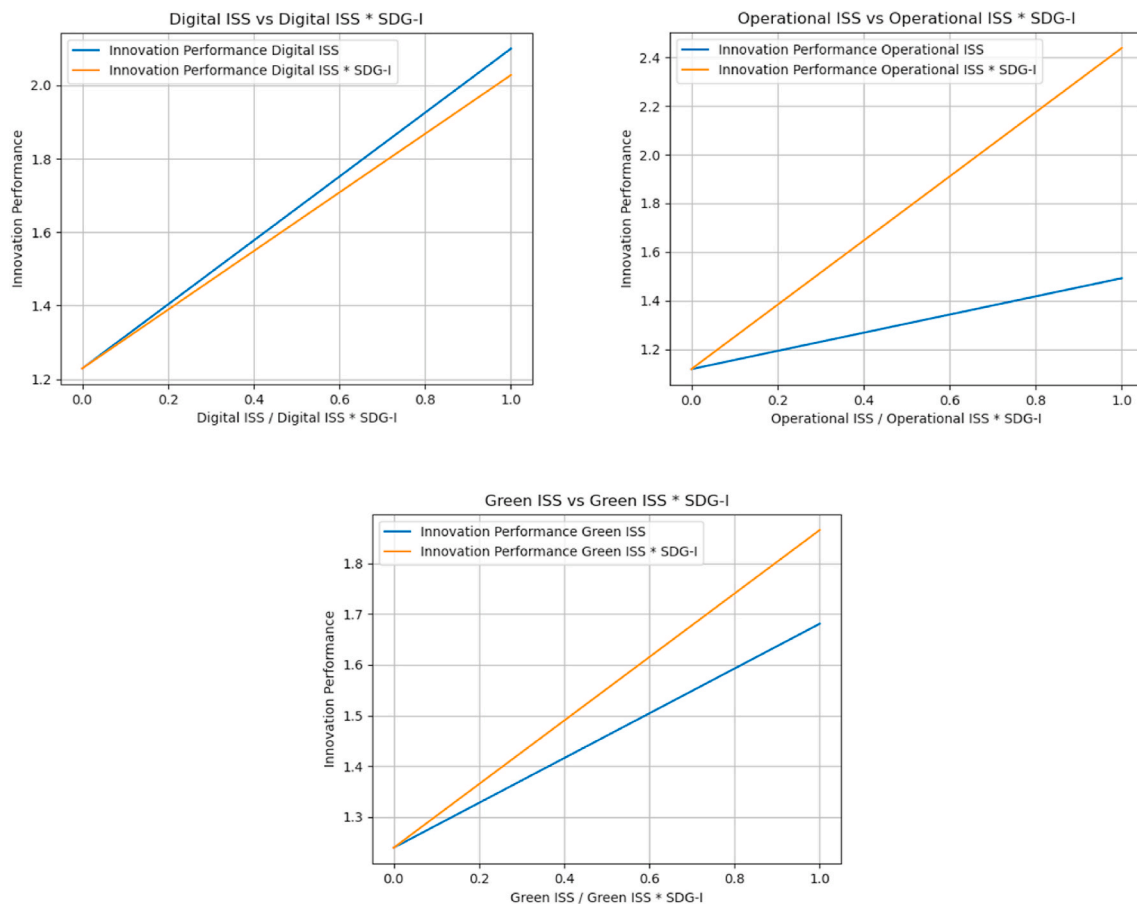 Digital ISS vs Digital ISS * SDG-I
Innovation Performance Digital ISS
Innovation Performance Digital ISS * SDG-I
Innovation Performance
2.0
1.8
1.6
1.4
1.2
0.0 0.2 0.4 0.6 0.8 1.0
Digital ISS / Digital ISS * SDG-I
Operational ISS vs Operational ISS * SDG-I
Innovation Performance Operational ISS
Innovation Performance Operational ISS * SDG-I
Innovation Performance
2.4
2.2
2.0
1.8
1.6
1.4
1.2
0.0 0.2 0.4 0.6 0.8 1.0
Operational ISS / Operational ISS * SDG-I
Green ISS vs Green ISS * SDG-I
Innovation Performance Green ISS
Innovation Performance Green ISS * SDG-I
Innovation Performance
1.8
1.7
1.6
1.5
1.4
1.3
0.0 0.2 0.4 0.6 0.8 1.0
Green ISS / Green ISS * SDG-I